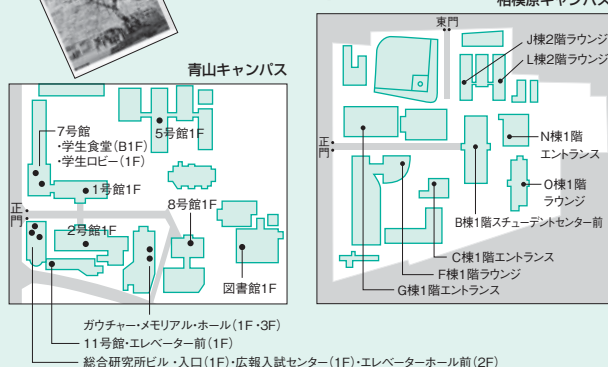 青山キャンパス
7号館
・学生食堂(B1F)
・学生ロビー(1F)
5号館1F
1号館1F
8号館1F
正門
2号館1F
図書館1F
ガウチャー・メモリアル・ホール(1F・3F)
11号館・エレベーター前(1F)
総合研究所ビル・入口(1F)・広報入試センター(1F)・エレベーターホール前(2F)
相模原キャンパス
東門
J棟2階ラウンジ
L棟2階ラウンジ
正門
N棟1階
エントランス
O棟1階
ラウンジ
B棟1階スチューデントセンター前
C棟1階エントランス
F棟1階ラウンジ
G棟1階エントランス